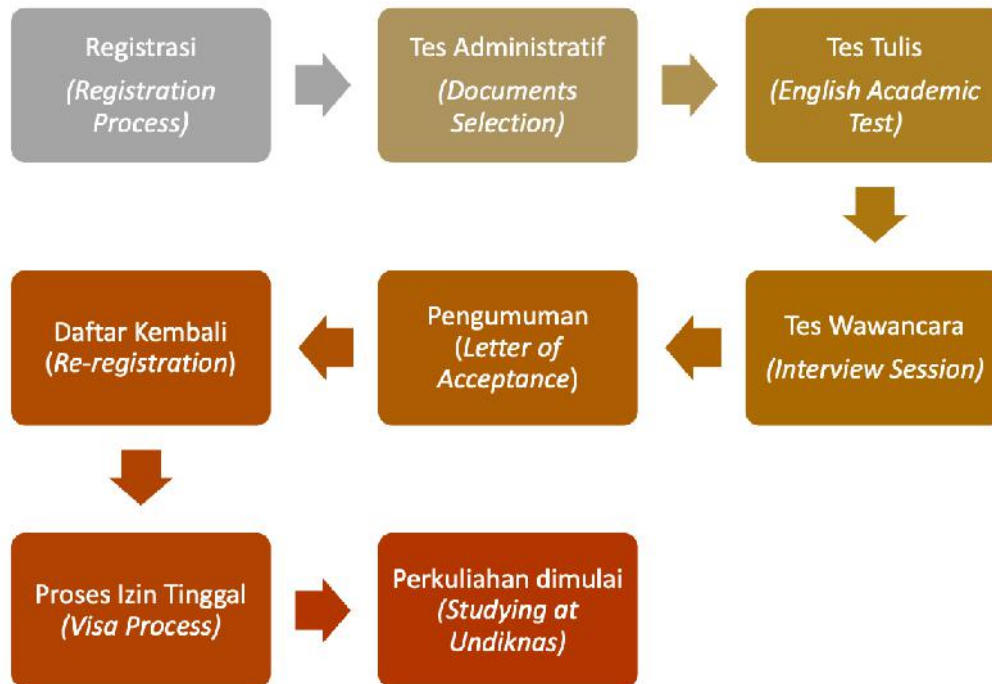 Registrasi
(Registration
Process)
Tes Administratif
(Documents
Selection)
Tes Tulis
(English Academic
Test)
Tes Wawancara
(Interview Session)
Pengumuman
(Letter of
Acceptance)
Daftar Kembali
(Re-registration)
Proses Izin Tinggal
(Visa Process)
Perkuliahan dimulai
(Studying at
Undiknas)